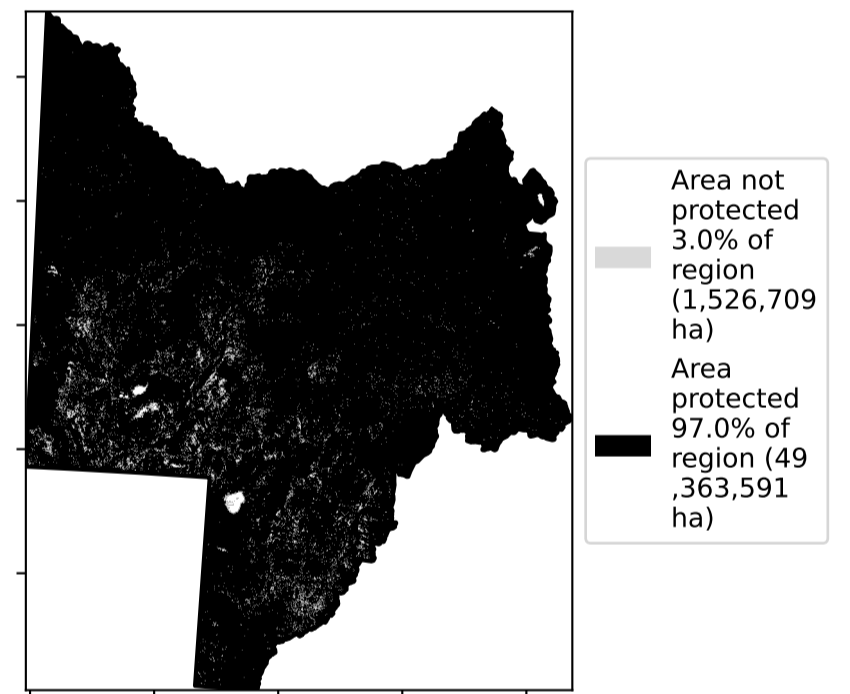 Area not
protected
3.0% of
region
(1,526,709
ha)
Area
protected
97.0% of
region (49
,363,591
ha)